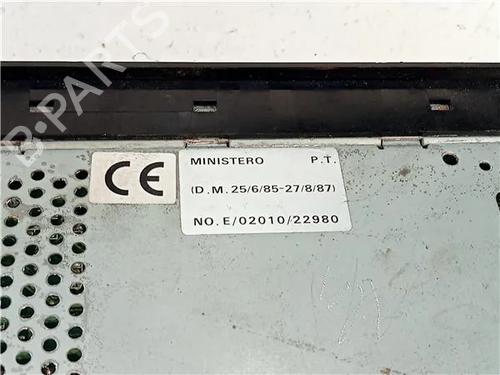 B-PARTS
CE
MINISTERO P.T.
(D.M. 25/6/85-27/8/87)
NO. E/02010/22980